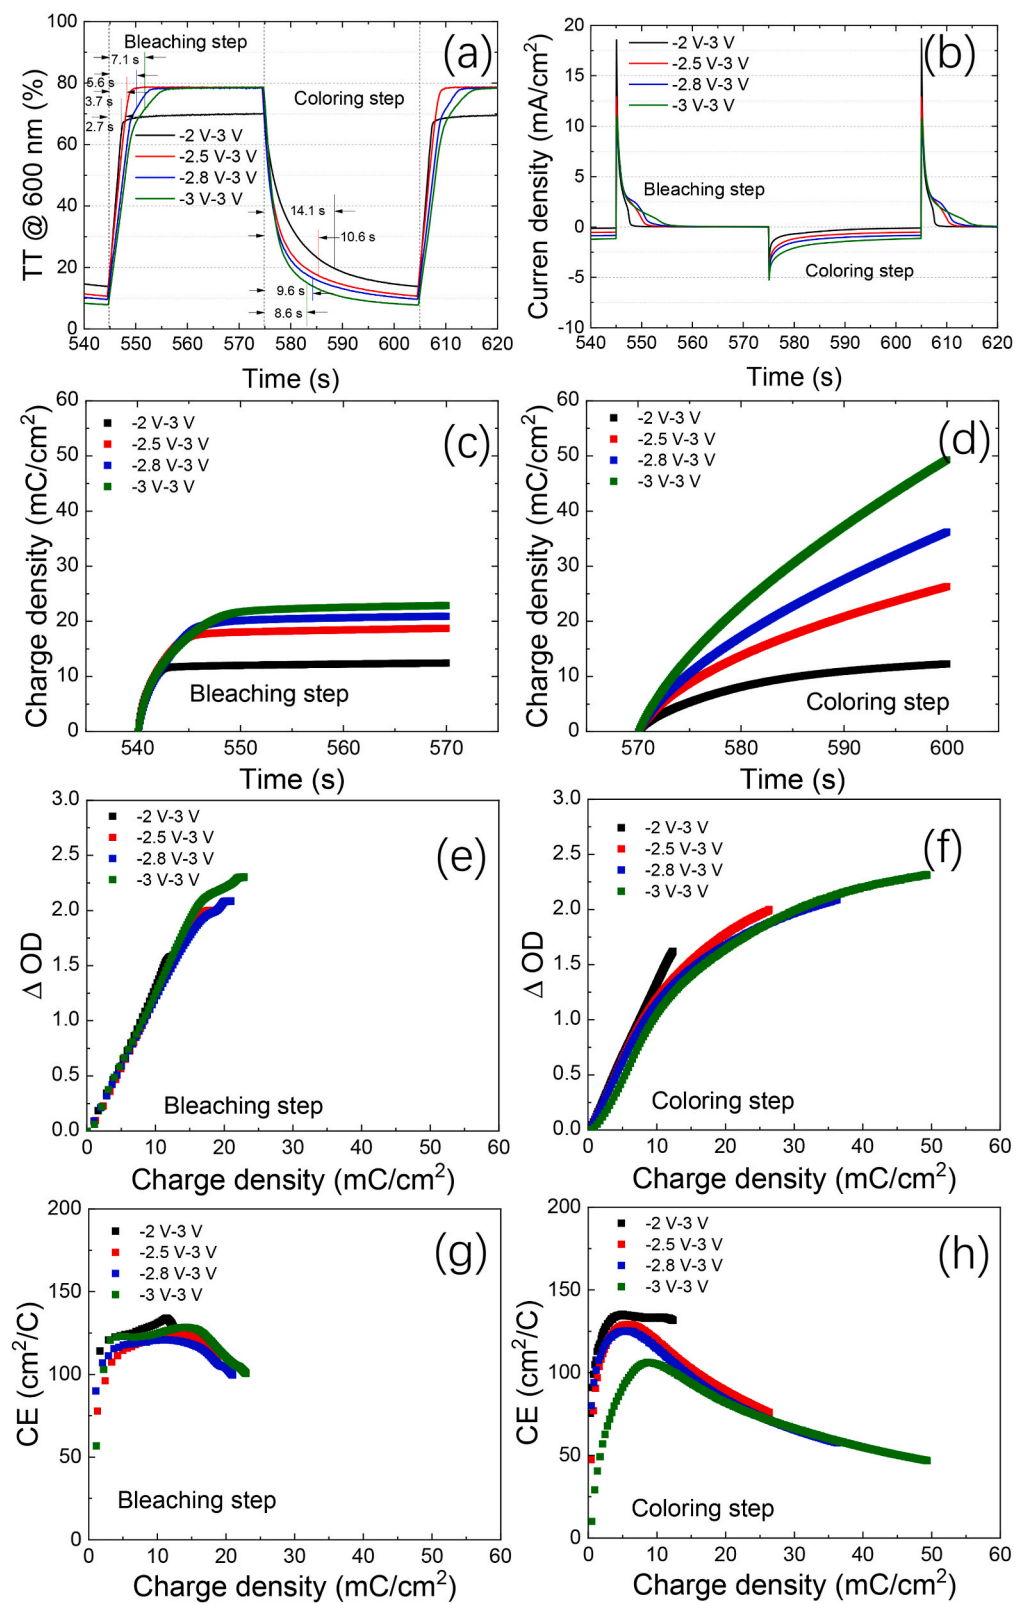 (a)
TT @ 600 nm (%)
100
80
60
40
20
0
Bleaching step
7.1 s
5.6 s
3.7 s
2.7 s
Coloring step
-2 V-3 V
-2.5 V-3 V
-2.8 V-3 V
-3 V-3 V
14.1 s
10.6 s
9.6 s
8.6 s
540 550 560 570 580 590 600 610 620
Time (s)
(b)
Curren density (mA/cm²)
20
15
10
5
0
-5
-10
-2 V-3 V
-2.5 V-3 V
-2.8 V-3 V
-3 V-3 V
Bleaching step
Coloring step
540 550 560 570 580 590 600 610 620
Time (s)
(c)
Charge density (mC/cm²)
60
50
40
30
20
10
0
-2 V-3 V
-2.5 V-3 V
-2.8 V-3 V
-3 V-3 V
Bleaching step
540 550 560 570
Time (s)
(d)
Charge density (mC/cm²)
60
50
40
30
20
10
0
-2 V-3 V
-2.5 V-3 V
-2.8 V-3 V
-3 V-3 V
Coloring step
570 580 590 600
Time (s)
(e)
Δ OD
3.0
2.5
2.0
1.5
1.0
0.5
0.0
-2 V-3 V
-2.5 V-3 V
-2.8 V-3 V
-3 V-3 V
Bleaching step
0 10 20 30 40 50 60
Charge density (mC/cm²)
(f)
Δ OD
3.0
2.5
2.0
1.5
1.0
0.5
0.0
-2 V-3 V
-2.5 V-3 V
-2.8 V-3 V
-3 V-3 V
Coloring step
0 10 20 30 40 50 60
Charge density (mC/cm²)
(g)
CE (cm²/C)
200
150
100
50
0
-2 V-3 V
-2.5 V-3 V
-2.8 V-3 V
-3 V-3 V
Bleaching step
0 10 20 30 40 50 60
Charge density (mC/cm²)
(h)
CE (cm²/C)
200
150
100
50
0
-2 V-3 V
-2.5 V-3 V
-2.8 V-3 V
-3 V-3 V
Coloring step
0 10 20 30 40 50 60
Charge density (mC/cm²)